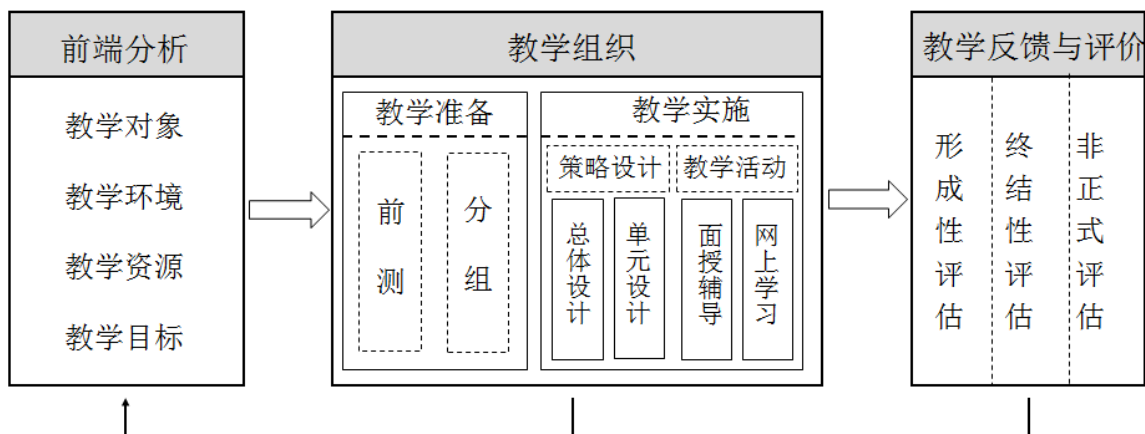 前端分析
教学对象
教学环境
教学资源
教学目标
教学组织
教学准备
前测
分组
教学实施
策略设计
总体设计
单元设计
教学活动
面授辅导
网上学习
教学反馈与评价
形成性评估
终结性评估
非正式评估